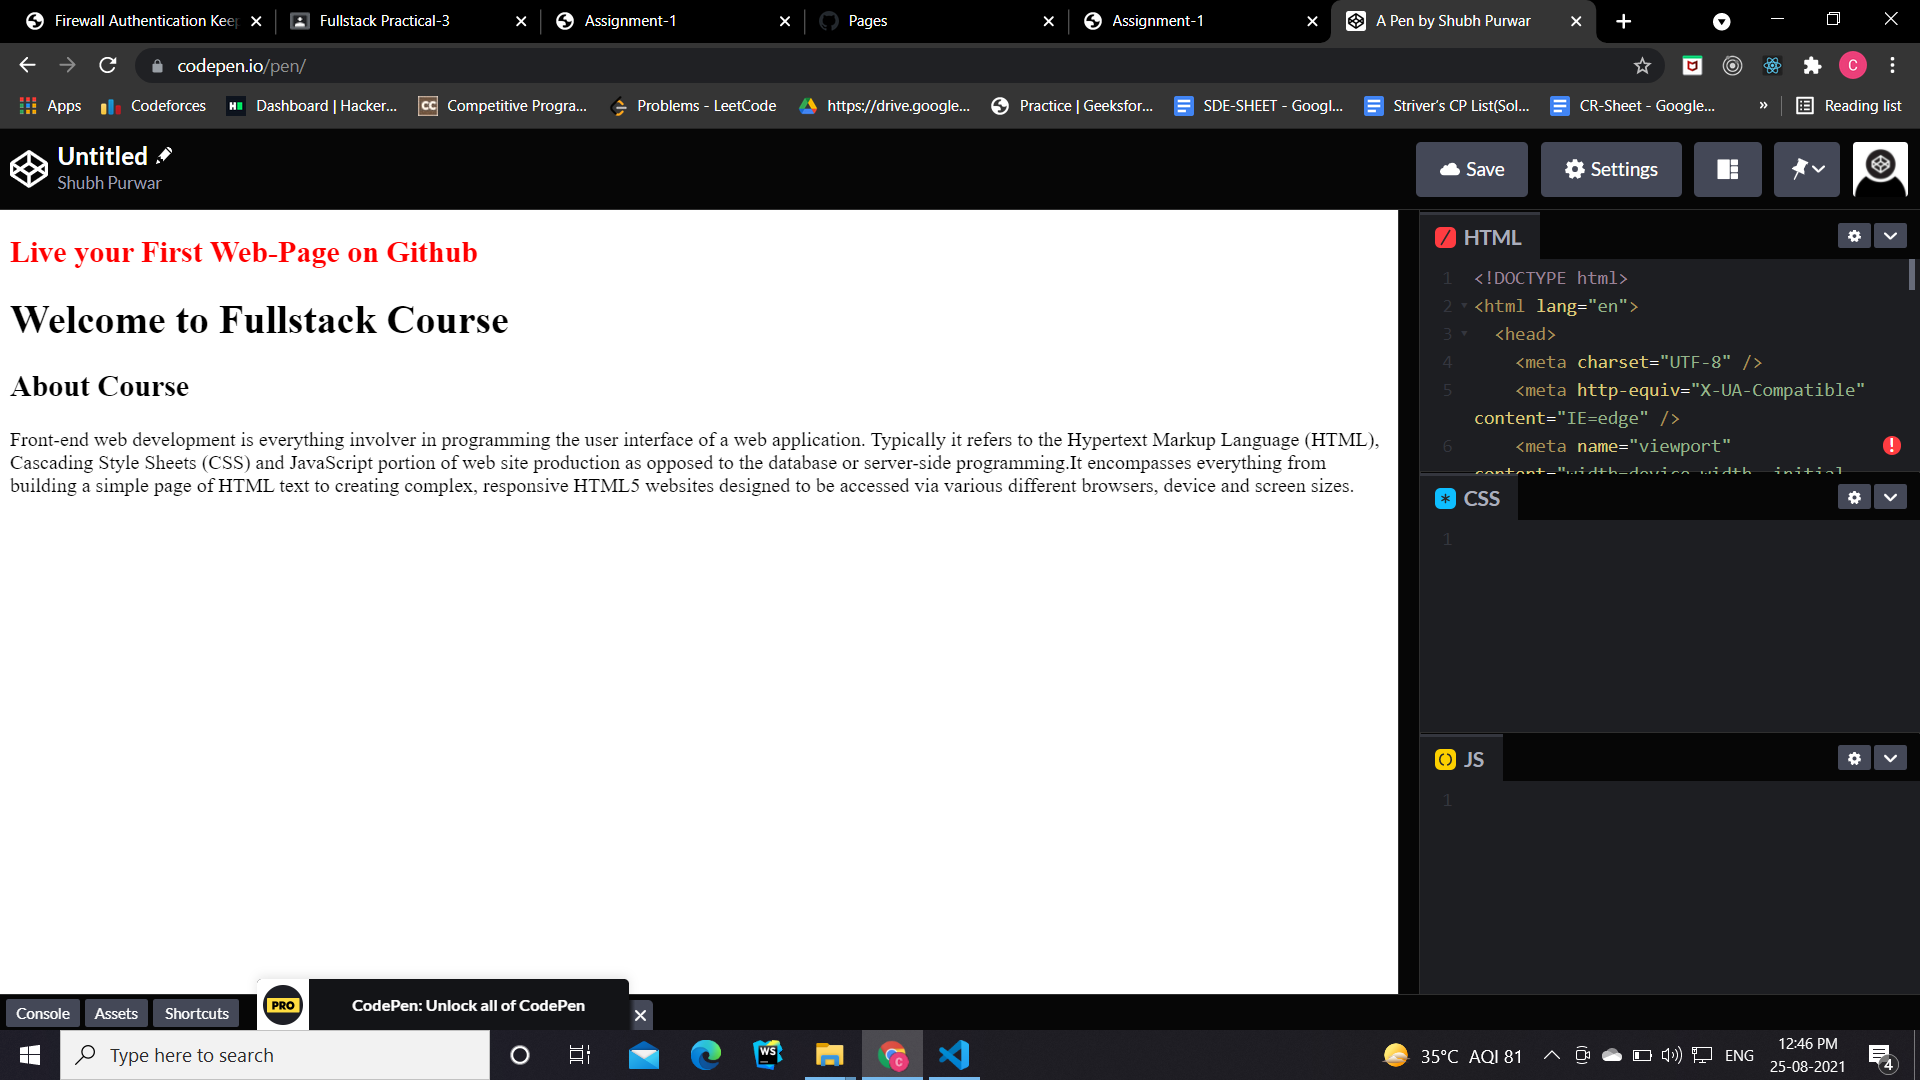 Firewall Authentication Kee
Fullstack Practical-3
Assignment-1
Pages
Assignment-1
A Pen by Shubh Purwar
codepen.io/pen/
C
Apps
Codeforces
Dashboard | Hacker...
Competitive Progra...
Problems - LeetCode
https://drive.google...
Practice | Geeksfor...
SDE-SHEET - Googl...
Striver's CP List(Sol...
CR-Sheet - Google...
»
Reading list
Untitled
Shubh Purwar
Save
Settings
Live your First Web-Page on Github
Welcome to Fullstack Course
About Course
Front-end web development is everything involver in programming the user interface of a web application. Typically it refers to the Hypertext Markup Language (HTML),
Cascading Style Sheets (CSS) and JavaScript portion of web site production as opposed to the database or server-side programming.It encompasses everything from
building a simple page of HTML text to creating complex, responsive HTML5 websites designed to be accessed via various different browsers, device and screen sizes.
HTML
1 <!DOCTYPE html>
2 <html lang="en">
3 <head>
4 <meta charset="UTF-8" />
5 <meta http-equiv="X-UA-Compatible"
content="IE=edge" />
6 <meta name="viewport"
content="width=device-width, initial
CSS
1
JS
1
Console
Assets
Shortcuts
PRO
CodePen: Unlock all of CodePen
Type here to search
WS
C
35°C AQI 81
ENG
12:46 PM
25-08-2021
4